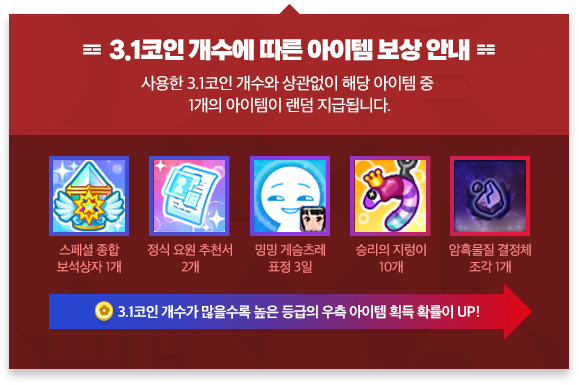 3.1코인 개수에 따른 아이템 보상 안내
사용한 3.1코인 개수와 상관없이 해당 아이템 중
1개의 아이템이 랜덤 지급됩니다.
스페셜 종합
보석상자 1개
정식 요원 추천서
2개
밍밍 게슴츠레
표정 3일
승리의 지렁이
10개
암흑물질 결정체
조각 1개
3.1코인 개수가 많을수록 높은 등급의 우측 아이템 획득 확률이 UP!